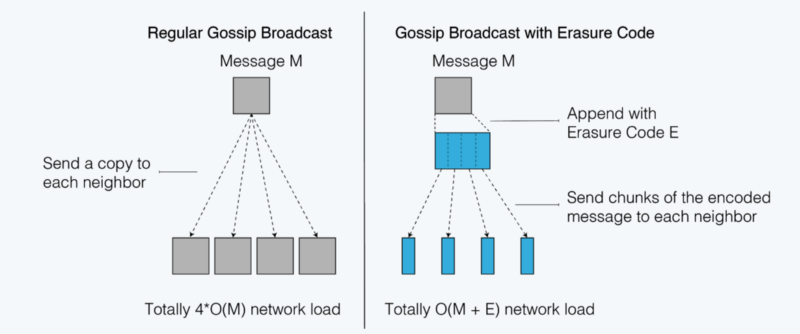 Regular Gossip Broadcast
Message M
Send a copy to
each neighbor
Totally 4*O(M) network load
Gossip Broadcast with Erasure Code
Message M
Append with
Erasure Code E
Send chunks of the encoded
message to each neighbor
Totally O(M + E) network load